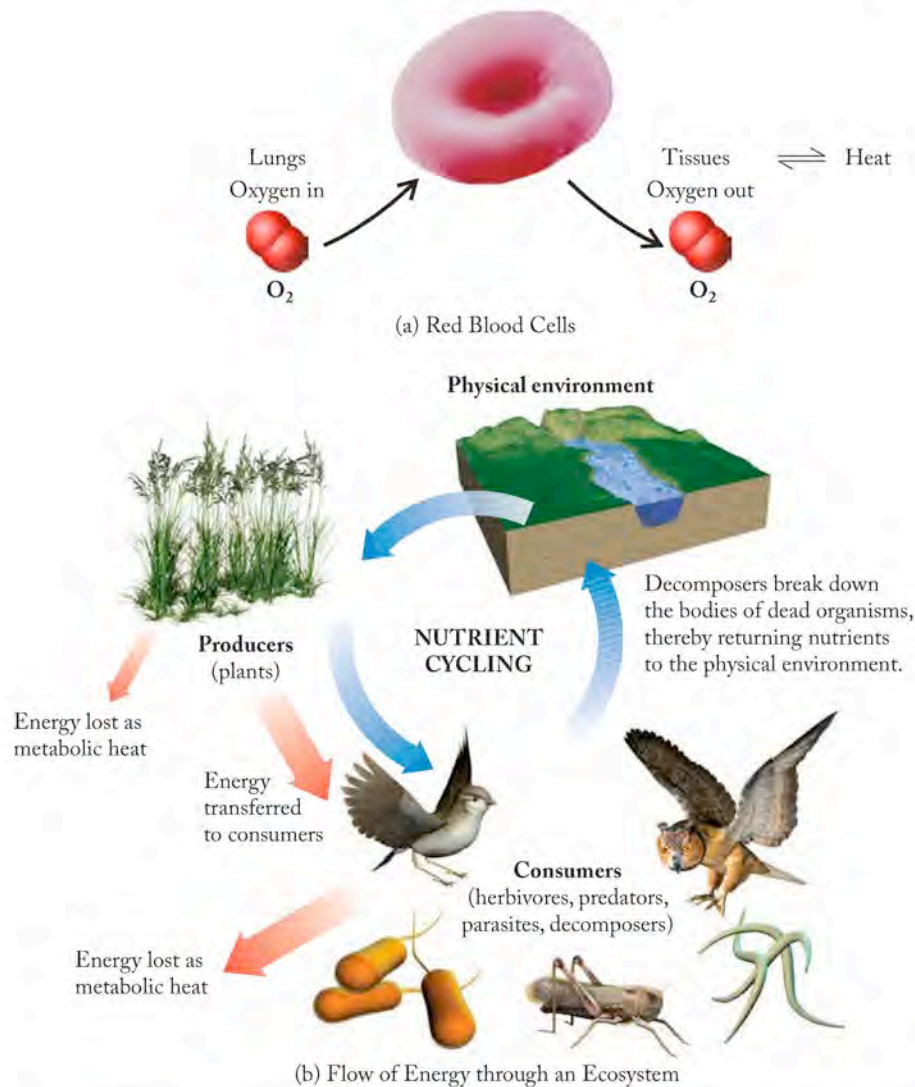 Lungs
Oxygen in
O₂
Tissues ⇌ Heat
Oxygen out
O₂
(a) Red Blood Cells
Physical environment
Producers
(plants)
NUTRIENT
CYCLING
Decomposers break down
the bodies of dead organisms,
thereby returning nutrients
to the physical environment.
Energy lost as
metabolic heat
Energy
transferred
to consumers
Consumers
(herbivores, predators,
parasites, decomposers)
Energy lost as
metabolic heat
(b) Flow of Energy through an Ecosystem